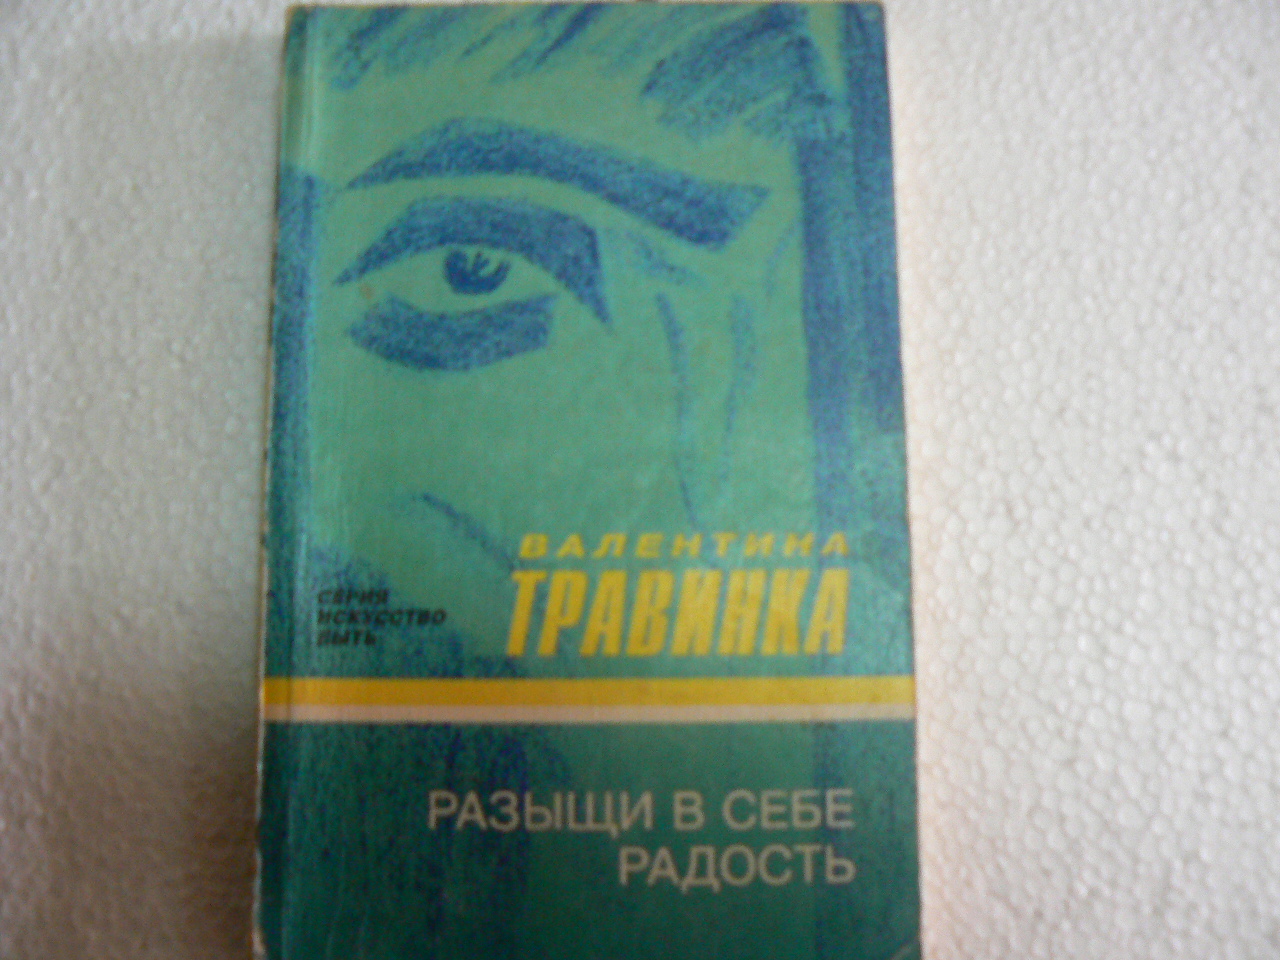 ВАЛЕНТИНА
ТРАВИНКА
СЕРИЯ
ИСКУССТВО
БЫТЬ
РАЗЫЩИ В СЕБЕ
РАДОСТЬ